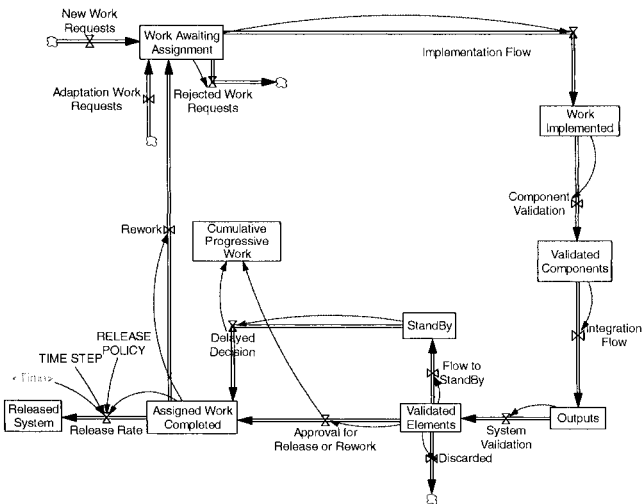 New Work
Requests
Work Awaiting
Assignment
Implementation Flow
Adaptation Work
Requests
Rejected Work
Requests
Work
Implemented
Component
Validation
Rework
Cumulative
Progressive
Work
Validated
Components
StandBy
Integration
Flow
RELEASE
POLICY
TIME STEP
<Time>
Delayed
Decision
Flow to
StandBy
Released
System
Release Rate
Assigned Work
Completed
Approval for
Release or Rework
Validated
Elements
System
Validation
Outputs
Discarded